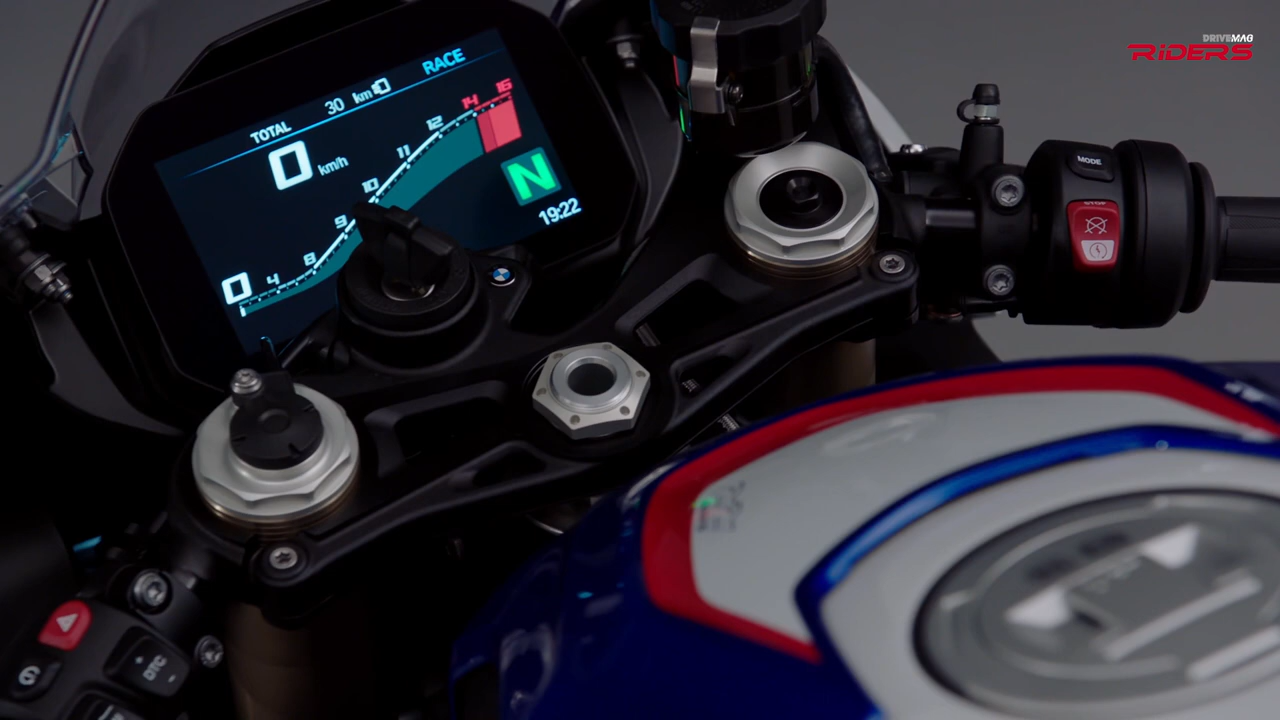 DRIVEMAG
RIDERS
RACE
TOTAL 30 km
0 km/h
0 4 8 9 10 11 12 14 16
N
19:22
MODE
STOP
+
DTC
-